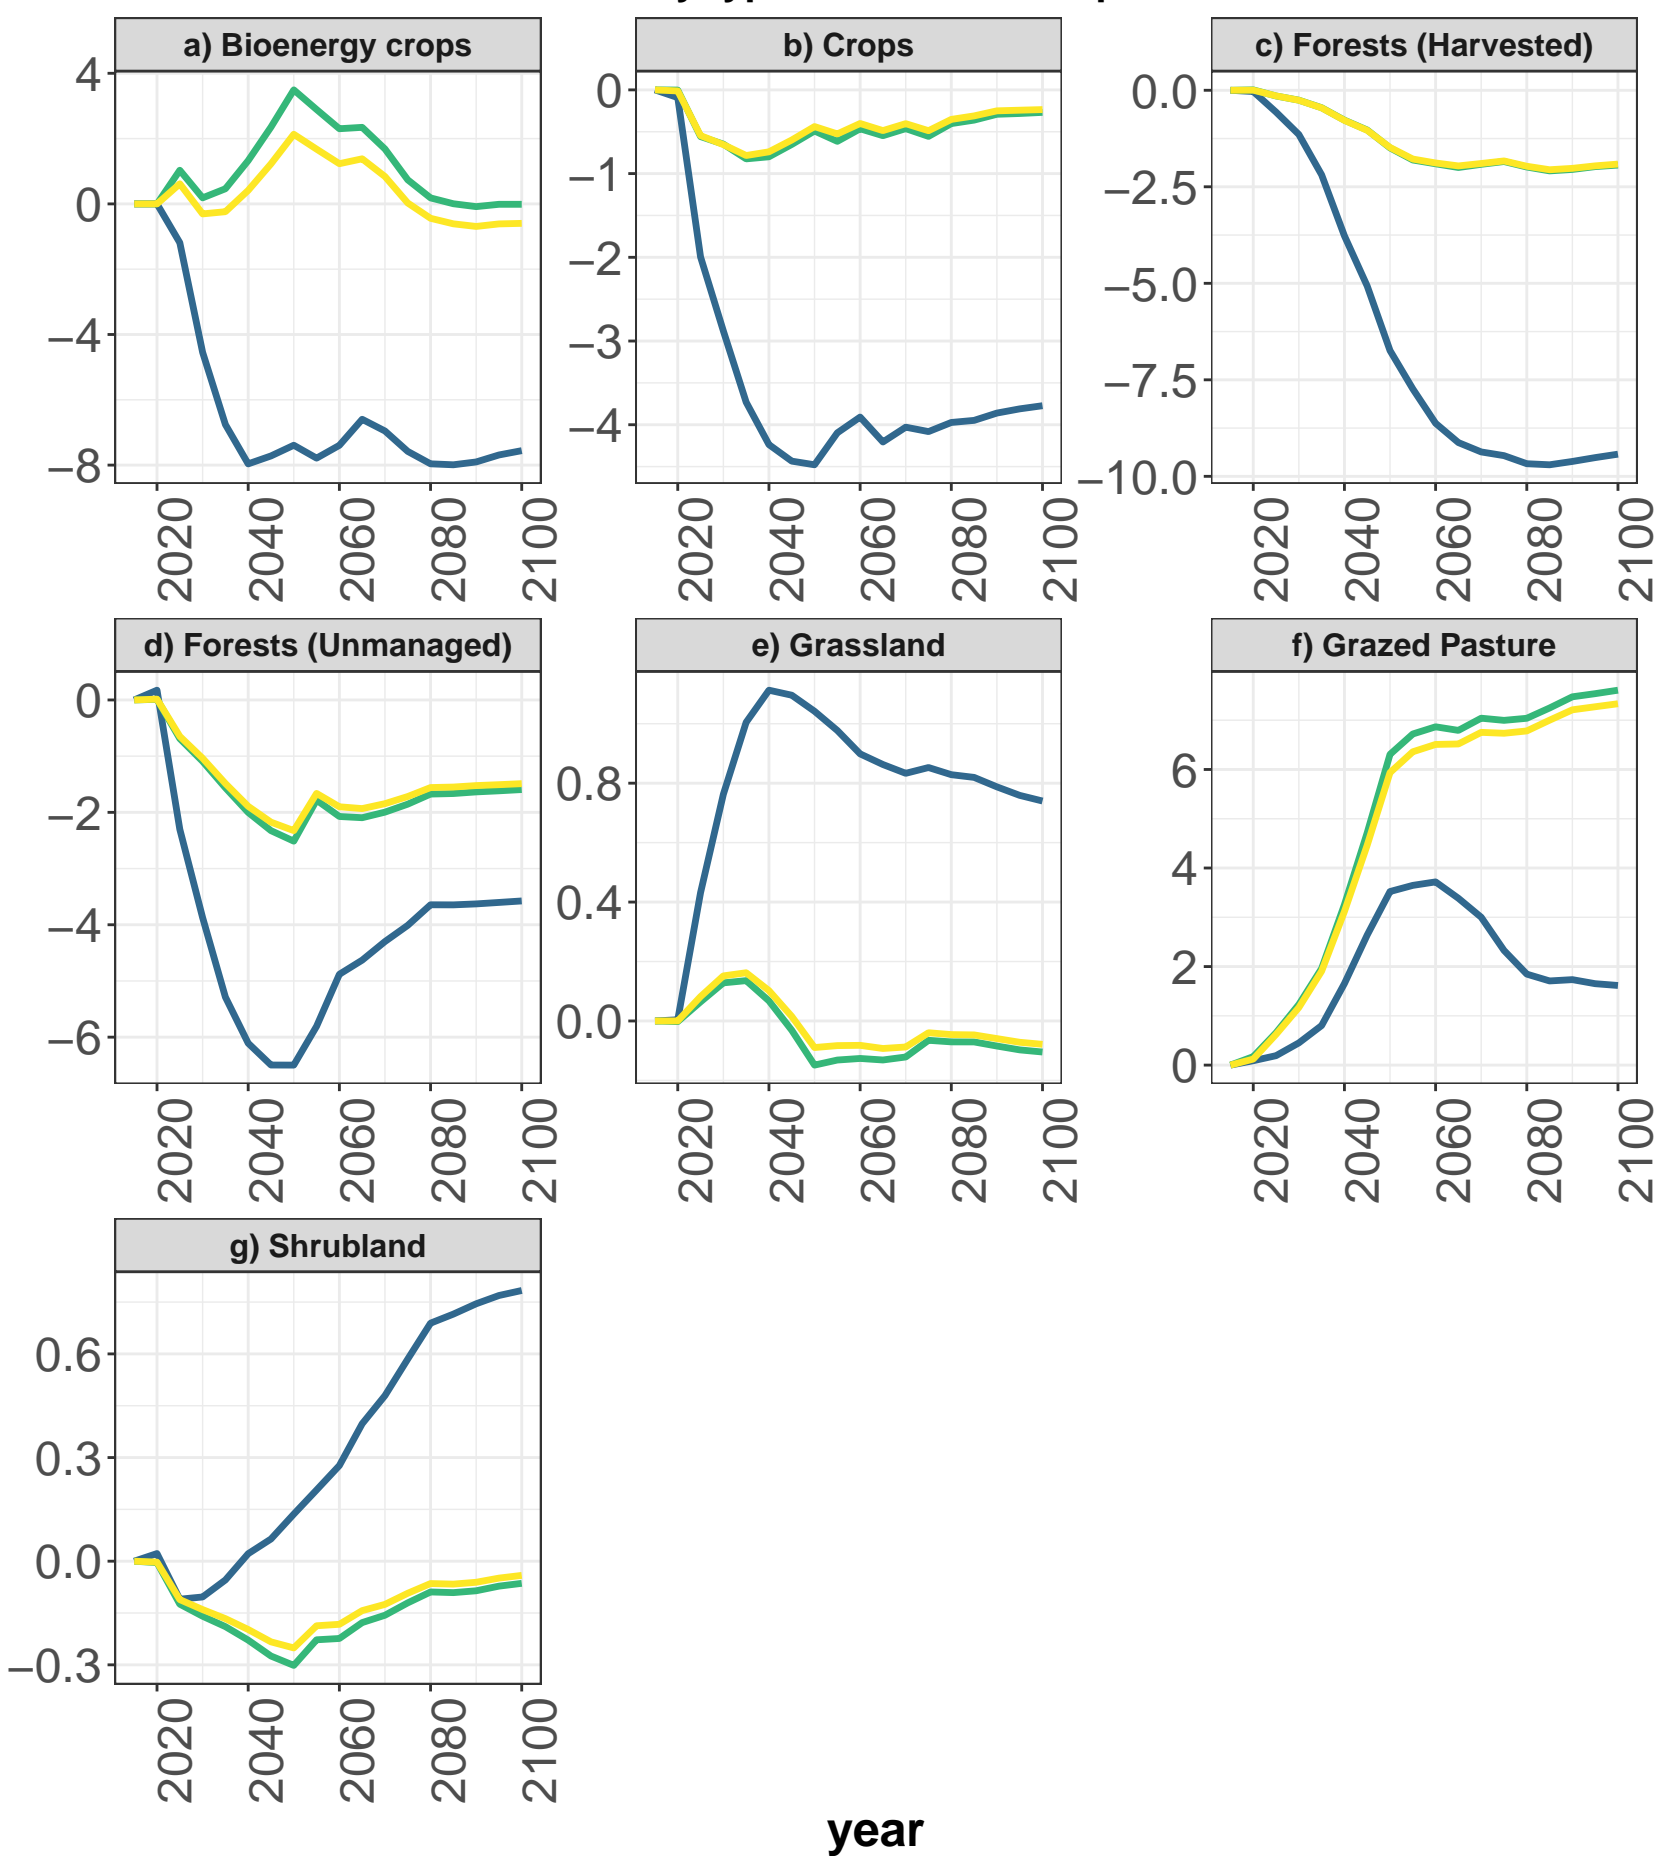 a) Bioenergy crops
b) Crops
c) Forests (Harvested)
4
0
−4
−8
0
−1
−2
−3
−4
0.0
−2.5
−5.0
−7.5
−10.0
2020 2040 2060 2080 2100
2020 2040 2060 2080 2100
2020 2040 2060 2080 2100
d) Forests (Unmanaged)
e) Grassland
f) Grazed Pasture
0
−2
−4
−6
0.8
0.4
0.0
6
4
2
0
2020 2040 2060 2080 2100
2020 2040 2060 2080 2100
2020 2040 2060 2080 2100
g) Shrubland
0.6
0.3
0.0
−0.3
2020 2040 2060 2080 2100
year